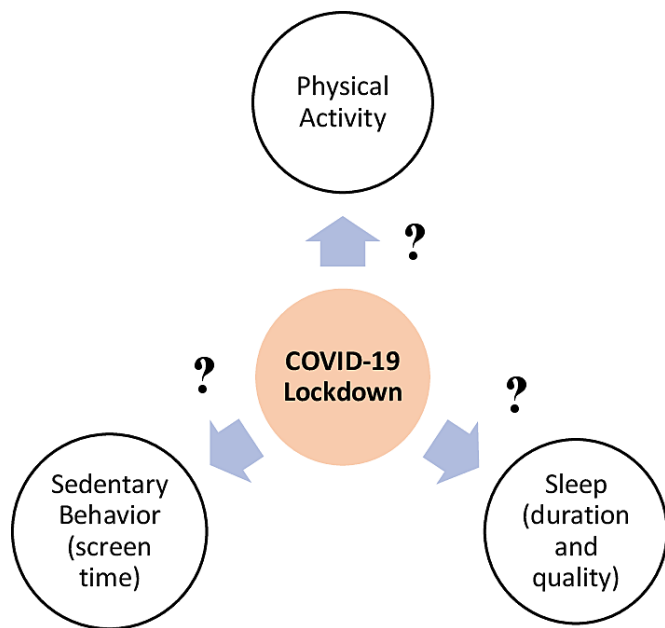 Physical
Activity
?
COVID-19
Lockdown
?
?
Sedentary
Behavior
(screen
time)
Sleep
(duration
and
quality)